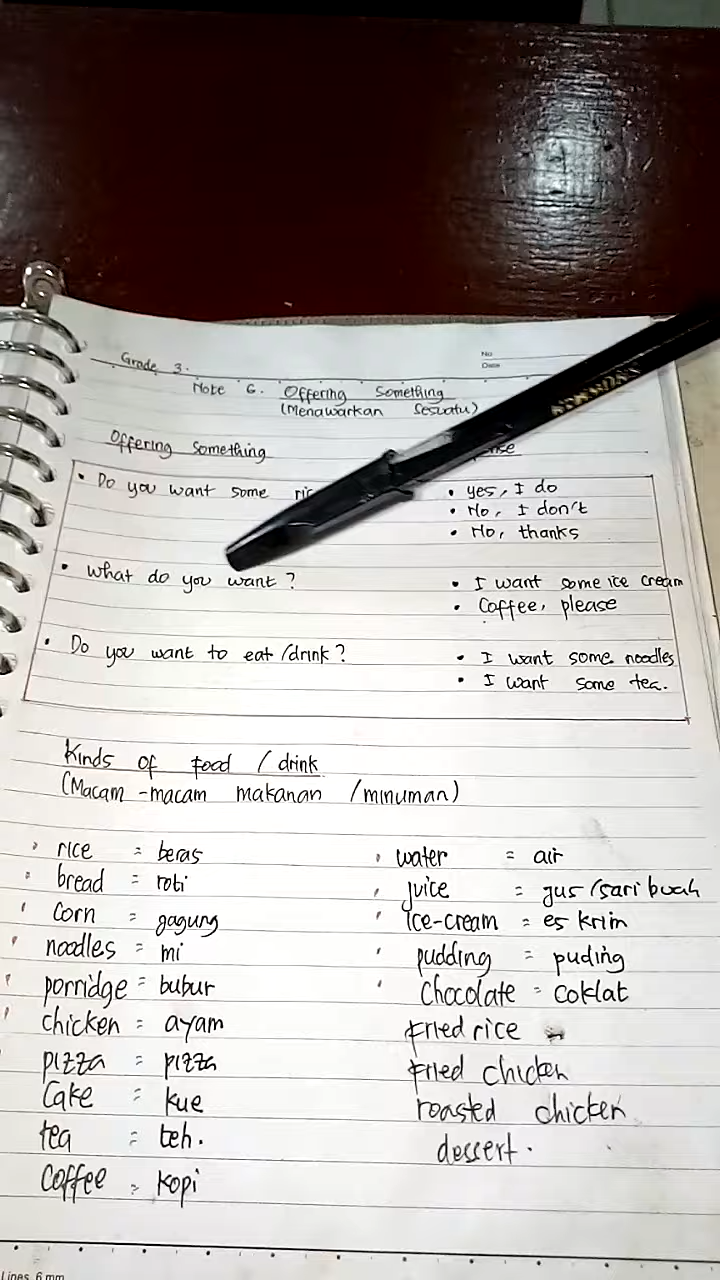 No
Date
Grade 3.
Note 6. Offering Something
(Menawarkan Sesuatu)
Offering Something
• Do you want some
• Yes, I do
• No, I don't
• No, thanks
• What do you want?
• I want some ice cream
• Coffee, please
• Do you want to eat/drink?
• I want some noodles
• I want some tea.
Kinds of food / drink
(Macam-macam makanan /minuman)
rice = beras
bread = roti
corn = gagung
noodles = mi
porridge = bubur
chicken = ayam
pizza = pizza
Cake = kue
tea = teh.
Coffee = kopi
water = air
juice = jus /sari buah
ice-cream = es krim
pudding = puding
Chocolate = Coklat
Fried rice
Fried chicken
roasted chicken
dessert.
Lines, 6 mm